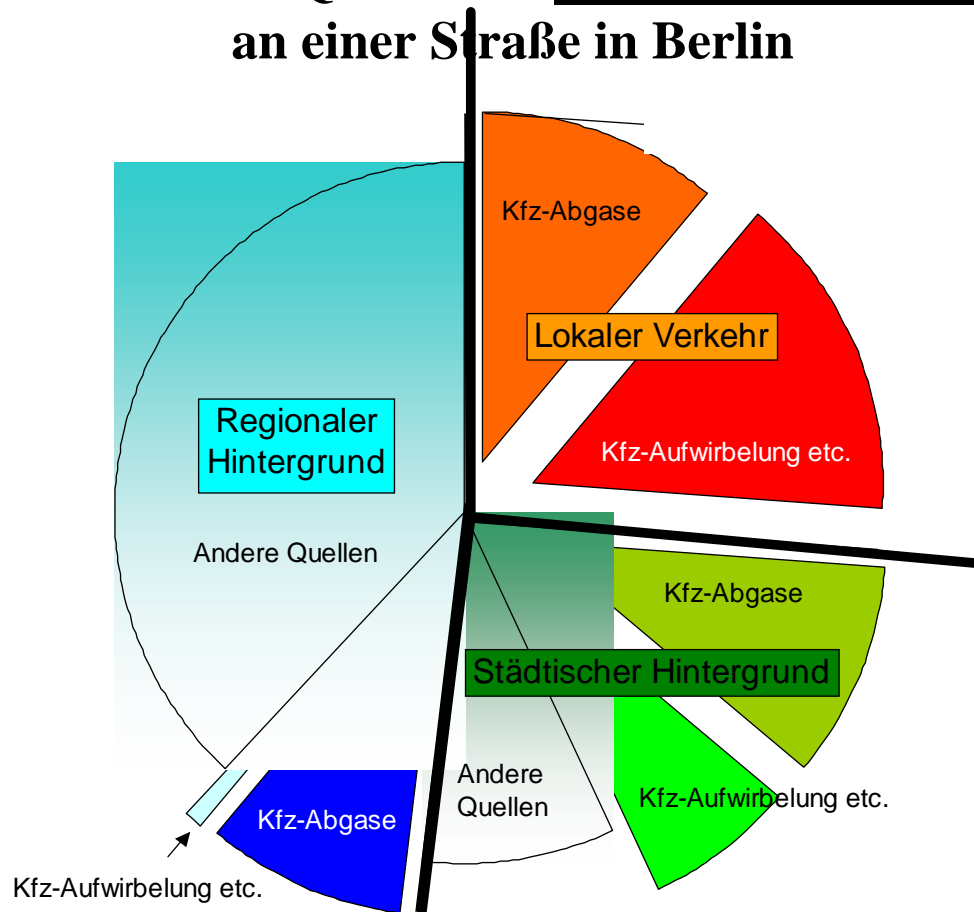 an einer Straße in Berlin
Kfz-Abgase
Lokaler Verkehr
Kfz-Aufwirbelung etc.
Regionaler
Hintergrund
Andere Quellen
Kfz-Abgase
Städtischer Hintergrund
Andere
Quellen
Kfz-Aufwirbelung etc.
Kfz-Abgase
Kfz-Aufwirbelung etc.